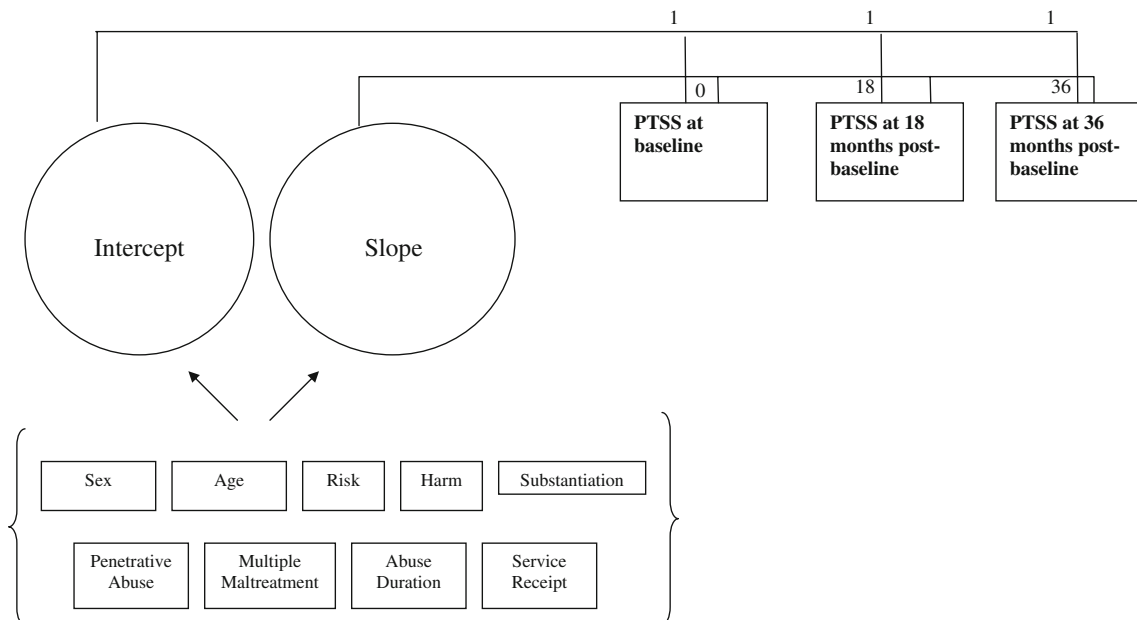 1 1 1
0 18 36
PTSS at
baseline
PTSS at 18
months post-
baseline
PTSS at 36
months post-
baseline
Intercept
Slope
Sex
Age
Risk
Harm
Substantiation
Penetrative
Abuse
Multiple
Maltreatment
Abuse
Duration
Service
Receipt